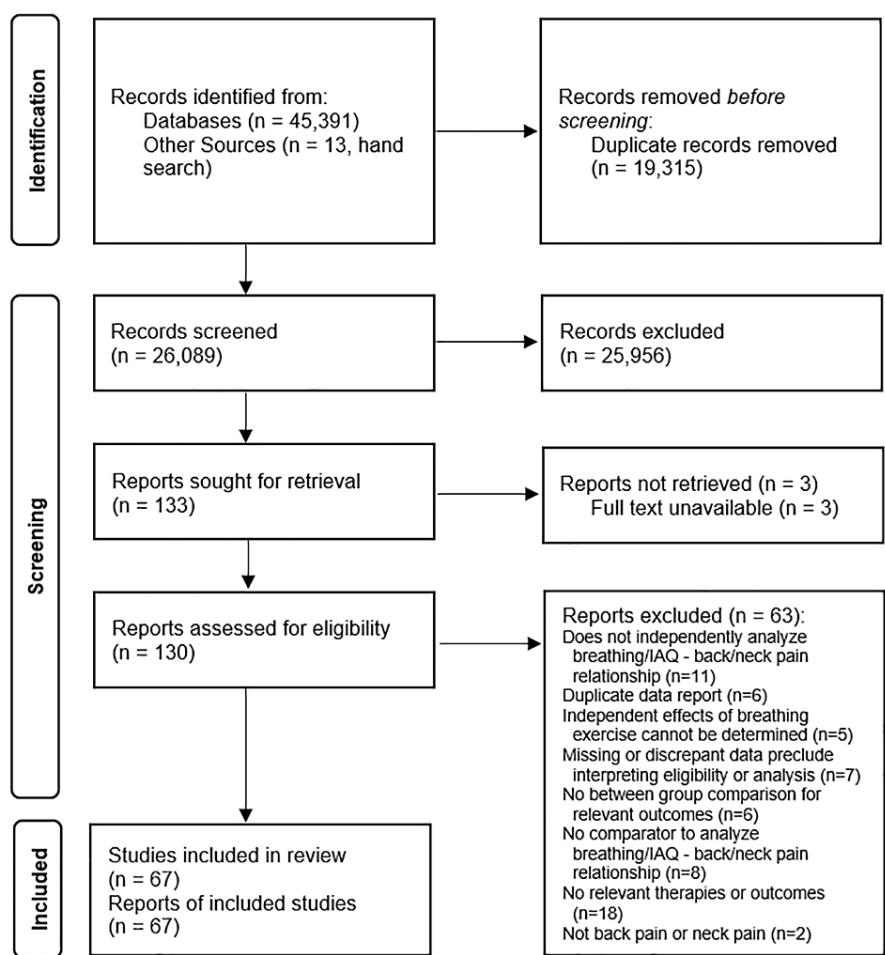 Identification
Records identified from:
Databases (n = 45,391)
Other Sources (n = 13, hand
search)
Records removed before
screening:
Duplicate records removed
(n = 19,315)
Screening
Records screened
(n = 26,089)
Records excluded
(n = 25,956)
Reports sought for retrieval
(n = 133)
Reports not retrieved (n = 3)
Full text unavailable (n = 3)
Reports assessed for eligibility
(n = 130)
Reports excluded (n = 63):
Does not independently analyze
breathing/IAQ - back/neck pain
relationship (n=11)
Duplicate data report (n=6)
Independent effects of breathing
exercise cannot be determined (n=5)
Missing or discrepant data preclude
interpreting eligibility or analysis (n=7)
No between group comparison for
relevant outcomes (n=6)
No comparator to analyze
breathing/IAQ - back/neck pain
relationship (n=8)
No relevant therapies or outcomes
(n=18)
Not back pain or neck pain (n=2)
Included
Studies included in review
(n = 67)
Reports of included studies
(n = 67)